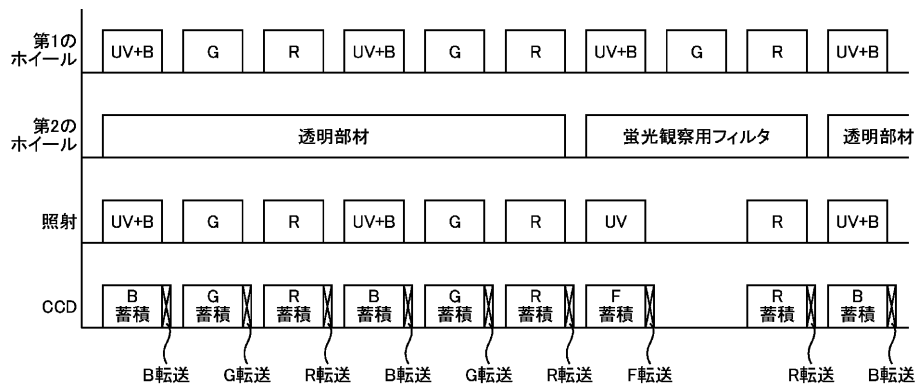 第1の
ホイール
UV+B G R UV+B G R UV+B G R UV+B
第2の
ホイール
透明部材 蛍光観察用フィルタ 透明部材
照射
UV+B G R UV+B G R UV R UV+B
CCD
B G R B G R F R B
蓄積 蓄積 蓄積 蓄積 蓄積 蓄積 蓄積 蓄積 蓄積
B転送 G転送 R転送 B転送 G転送 R転送 F転送 R転送 B転送